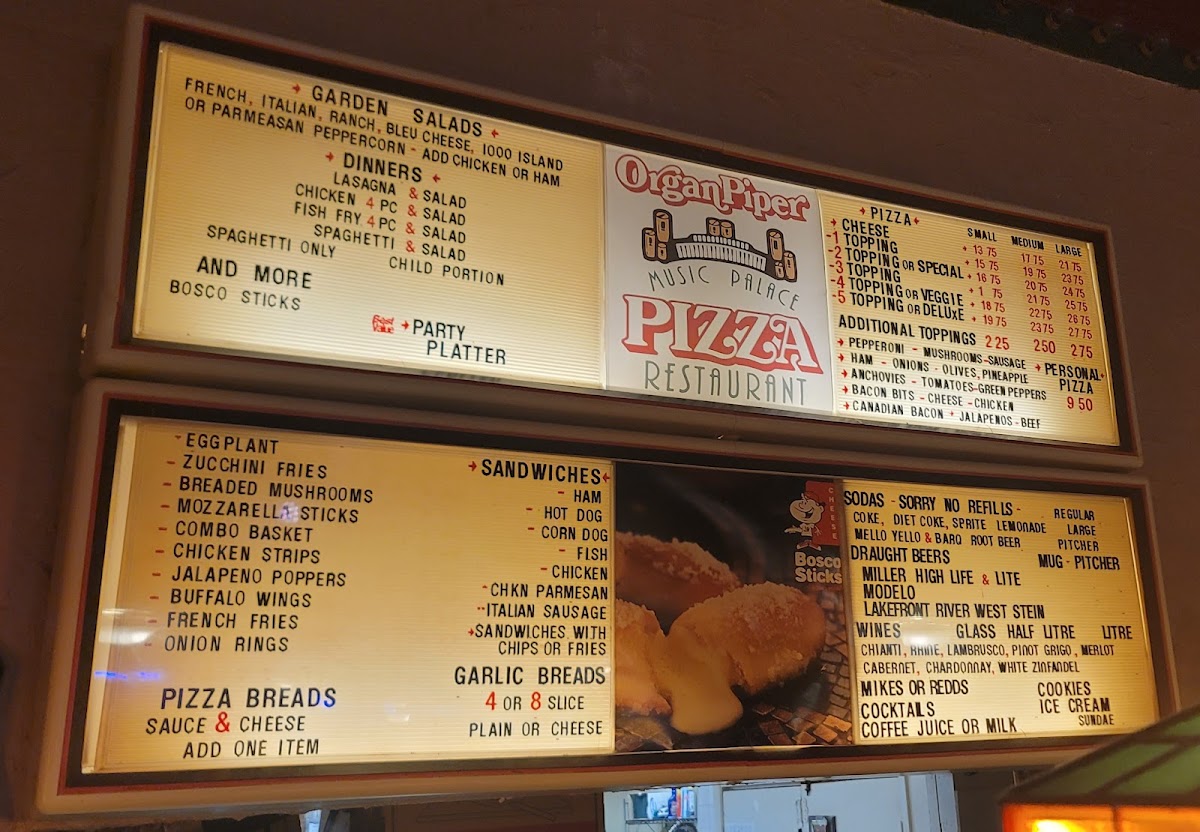 GARDEN SALADS
FRENCH, ITALIAN, RANCH, BLEU CHEESE, 1000 ISLAND
OR PARMEASAN PEPPERCORN - ADD CHICKEN OR HAM
DINNERS
LASAGNA & SALAD
CHICKEN 4 PC & SALAD
FISH FRY 4 PC & SALAD
SPAGHETTI & SALAD
SPAGHETTI ONLY CHILD PORTION
AND MORE
BOSCO STICKS
PARTY
PLATTER
Organ Piper
MUSIC PALACE
PIZZA
RESTAURANT
PIZZA
SMALL MEDIUM LARGE
CHEESE 13 75 17 75 21 75
-1 TOPPING 15 75 19 75 23 75
-2 TOPPING OR SPECIAL 16 75 20 75 24 75
-3 TOPPING 1 75 21 75 25 75
-4 TOPPING OR VEGGIE 18 75 22 75 26 75
-5 TOPPING OR DELUXE 19 75 23 75 27 75
ADDITIONAL TOPPINGS 2 25 2 50 2 75
PEPPERONI - MUSHROOMS - SAUSAGE
HAM - ONIONS - OLIVES, PINEAPPLE
ANCHOVIES - TOMATOES - GREEN PEPPERS
BACON BITS - CHEESE - CHICKEN
CANADIAN BACON JALAPENOS - BEEF
PERSONAL
PIZZA
9 50
EGGPLANT
- ZUCCHINI FRIES
- BREADED MUSHROOMS
- MOZZARELLA STICKS
- COMBO BASKET
- CHICKEN STRIPS
- JALAPENO POPPERS
- BUFFALO WINGS
- FRENCH FRIES
- ONION RINGS
PIZZA BREADS
SAUCE & CHEESE
ADD ONE ITEM
SANDWICHES
- HAM
- HOT DOG
- CORN DOG
- FISH
- CHICKEN
- CHKN PARMESAN
ITALIAN SAUSAGE
SANDWICHES WITH
CHIPS OR FRIES
GARLIC BREADS
4 OR 8 SLICE
PLAIN OR CHEESE
CHEESE
Bosco
Sticks
SODAS - SORRY NO REFILLS - REGULAR
COKE, DIET COKE, SPRITE LEMONADE LARGE
MELLO YELLO & BARQ ROOT BEER PITCHER
DRAUGHT BEERS MUG - PITCHER
MILLER HIGH LIFE & LITE
MODELO
LAKEFRONT RIVER WEST STEIN
WINES GLASS HALF LITRE LITRE
CHIANTI, LAMBRUSCO, PINOT GRIGO, MERLOT
CABERNET, CHARDONNAY, WHITE ZINFANDEL
MIKES OR REDDS COOKIES
COCKTAILS ICE CREAM
COFFEE JUICE OR MILK SUNDAE